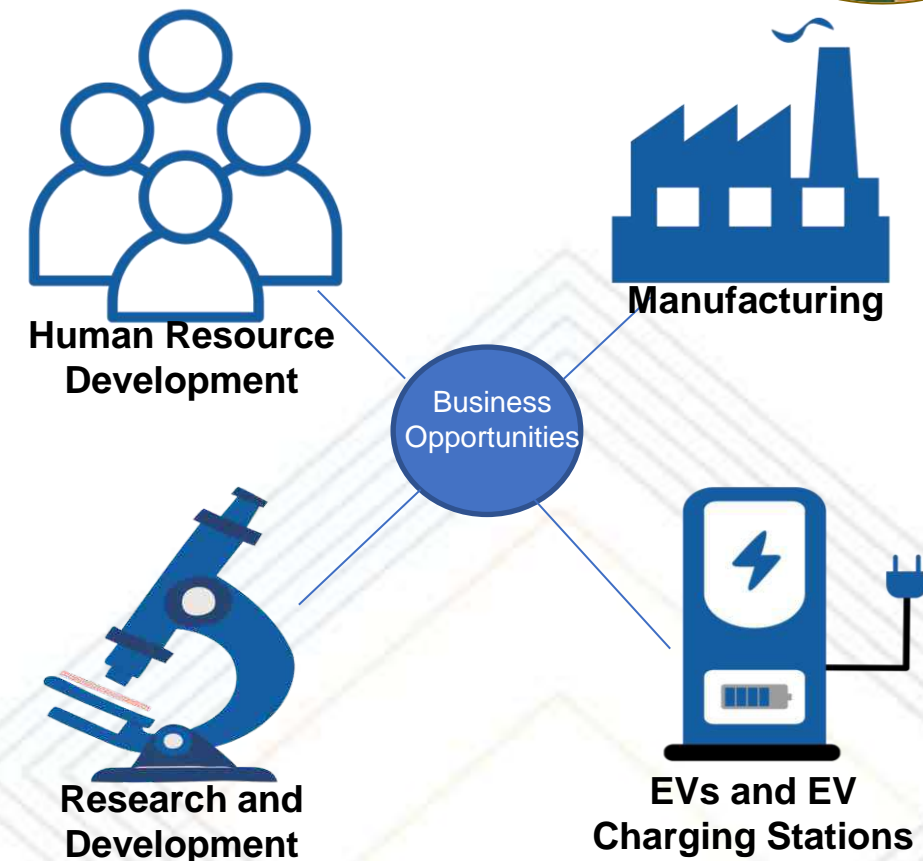 Human Resource
Development
Manufacturing
Business
Opportunities
Research and
Development
EVs and EV
Charging Stations